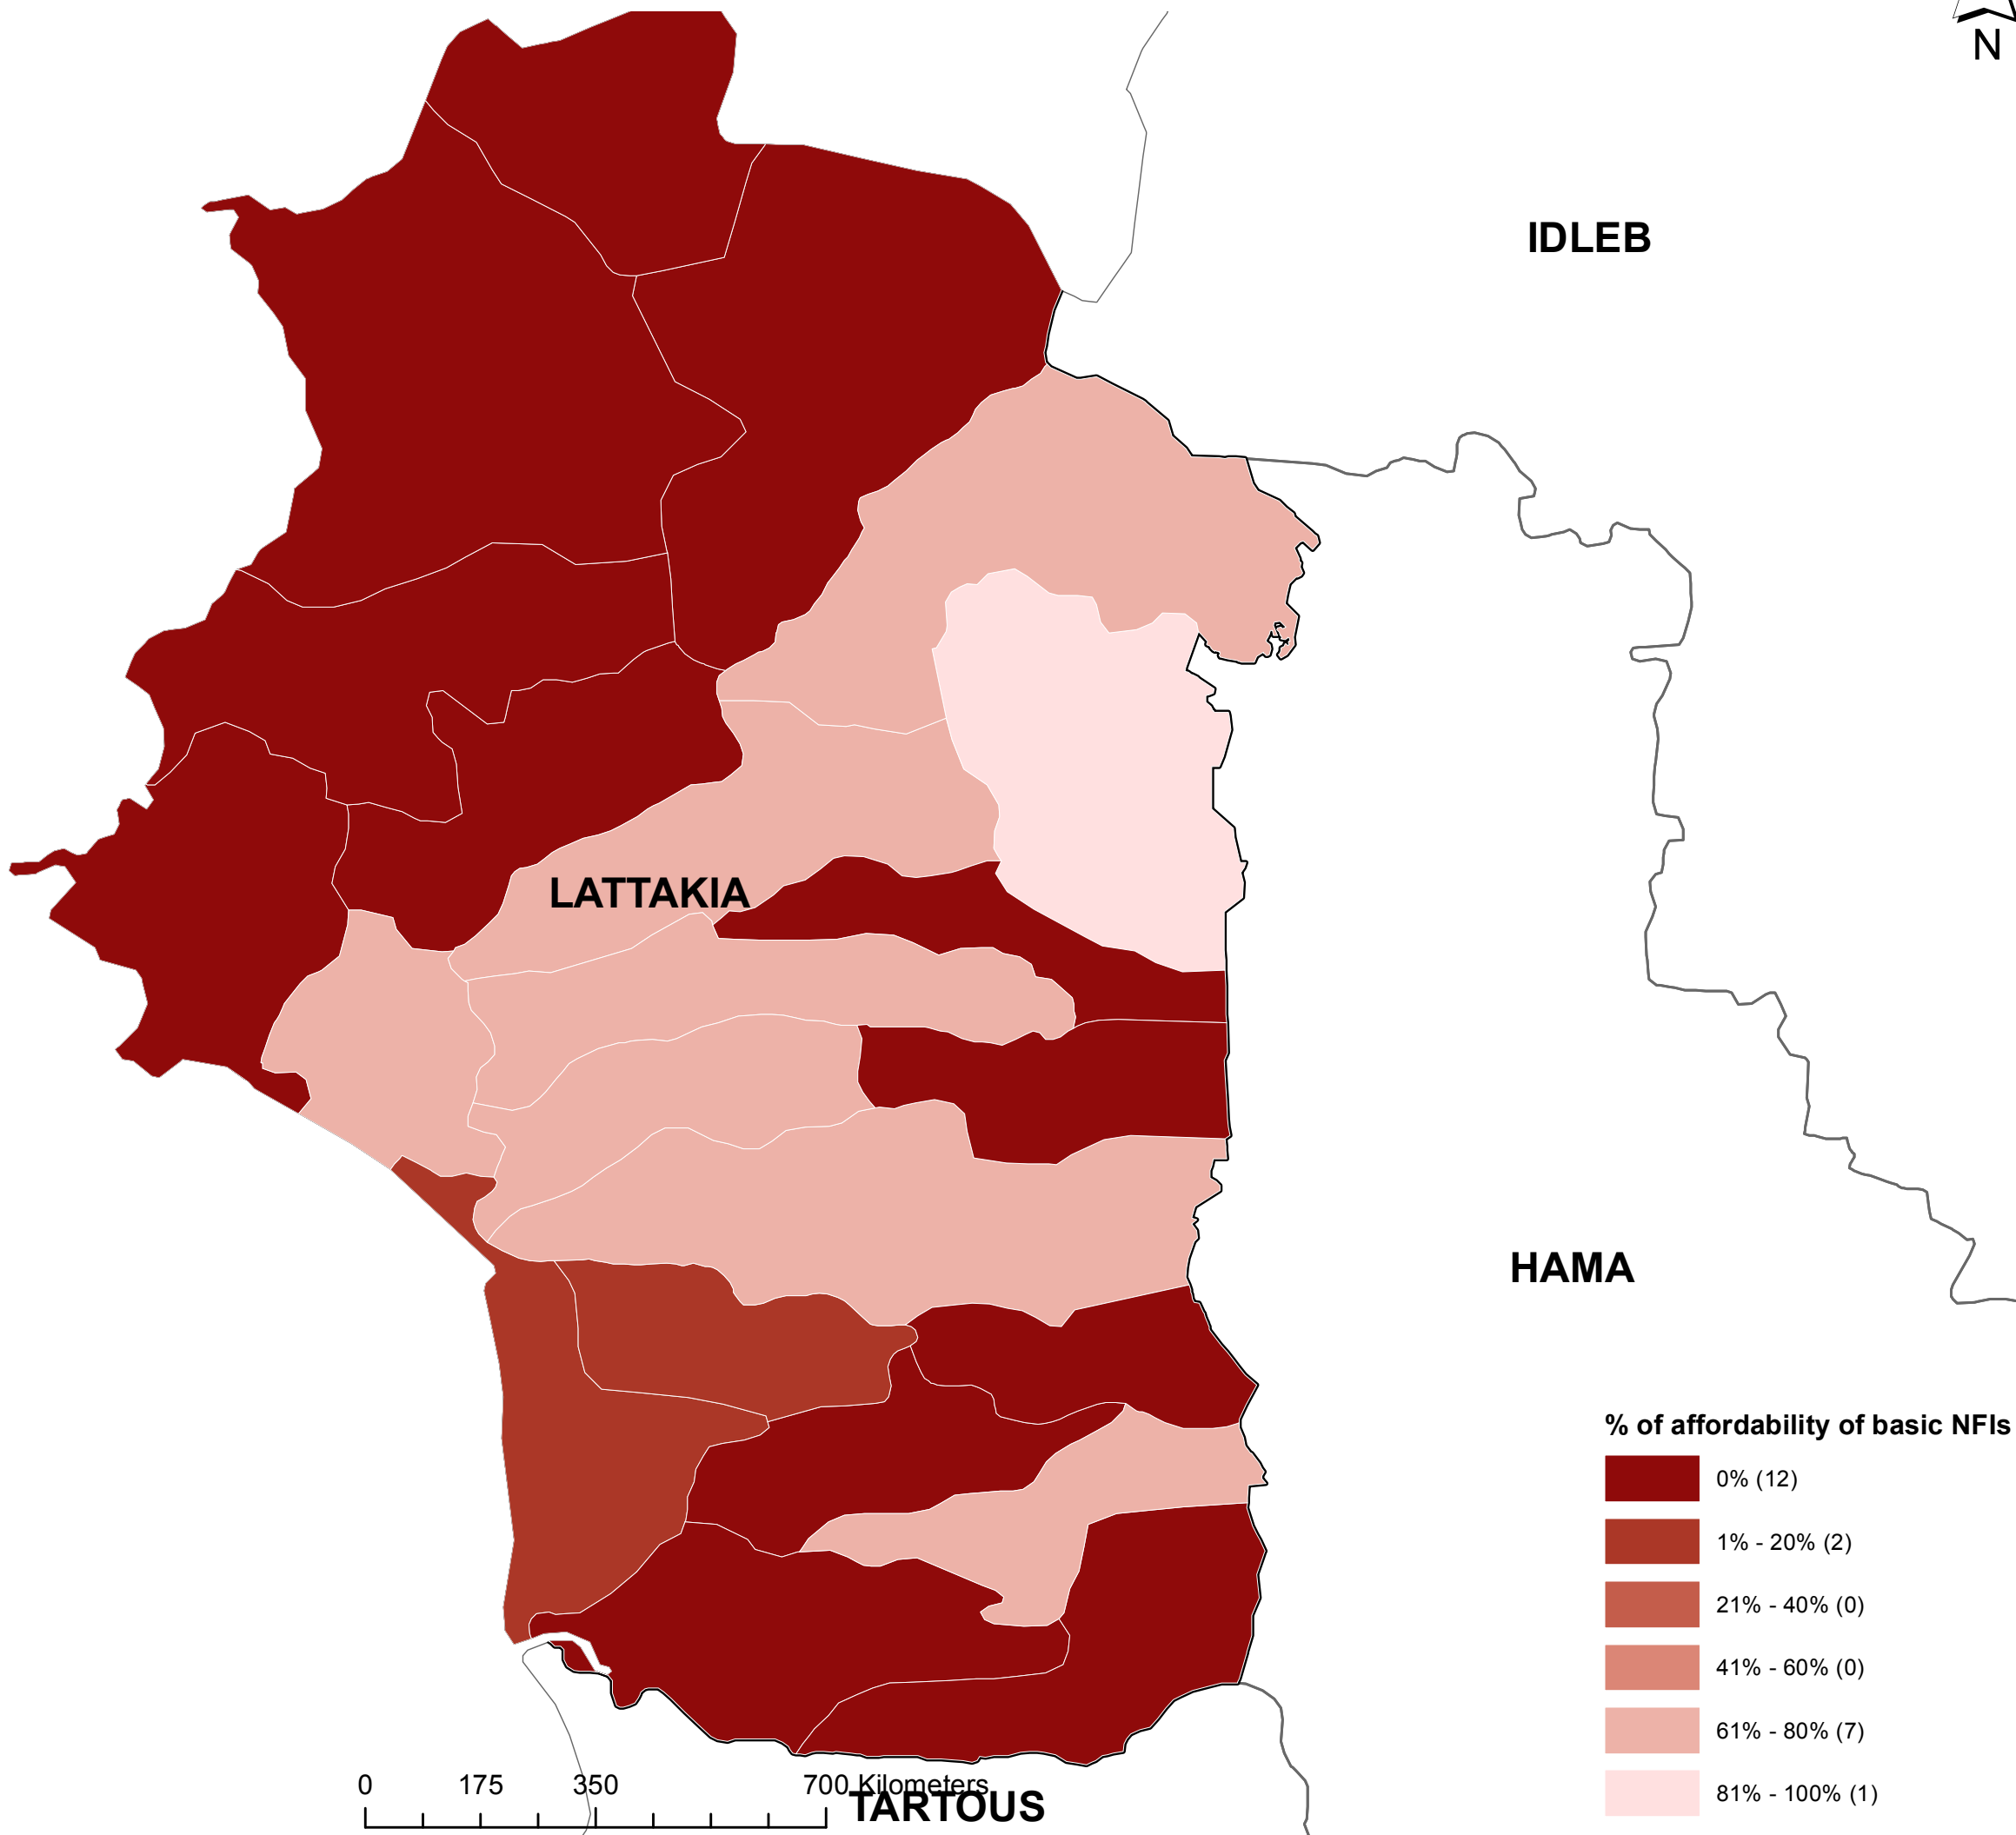 N
IDLEB
LATTAKIA
HAMA
% of affordability of basic NFIs
0% (12)
1% - 20% (2)
21% - 40% (0)
41% - 60% (0)
61% - 80% (7)
81% - 100% (1)
0 175 350 700 Kilometers
TARTOUS